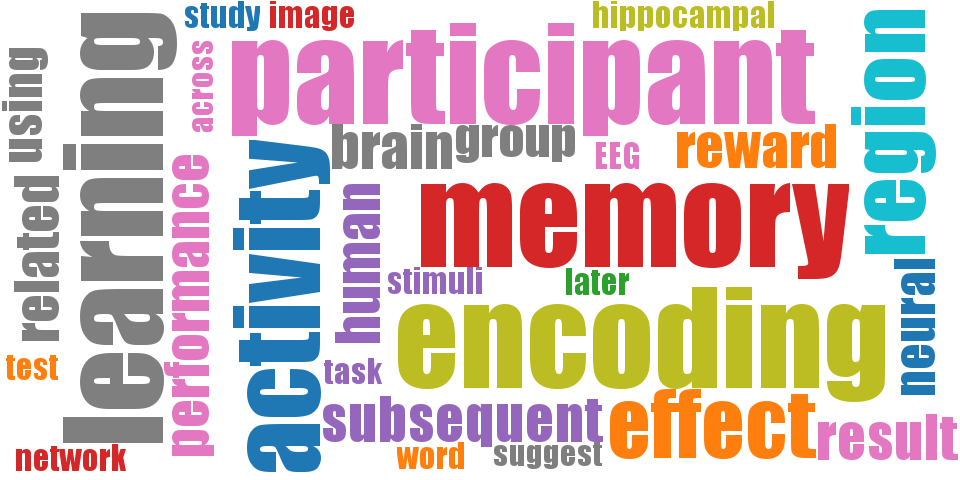 study
image
hippocampal
using
learning
across
participant
region
brain
group
EEG
reward
related
performance
activity
human
memory
stimuli
later
neural
encoding
test
task
subsequent
effect
result
network
word
suggest